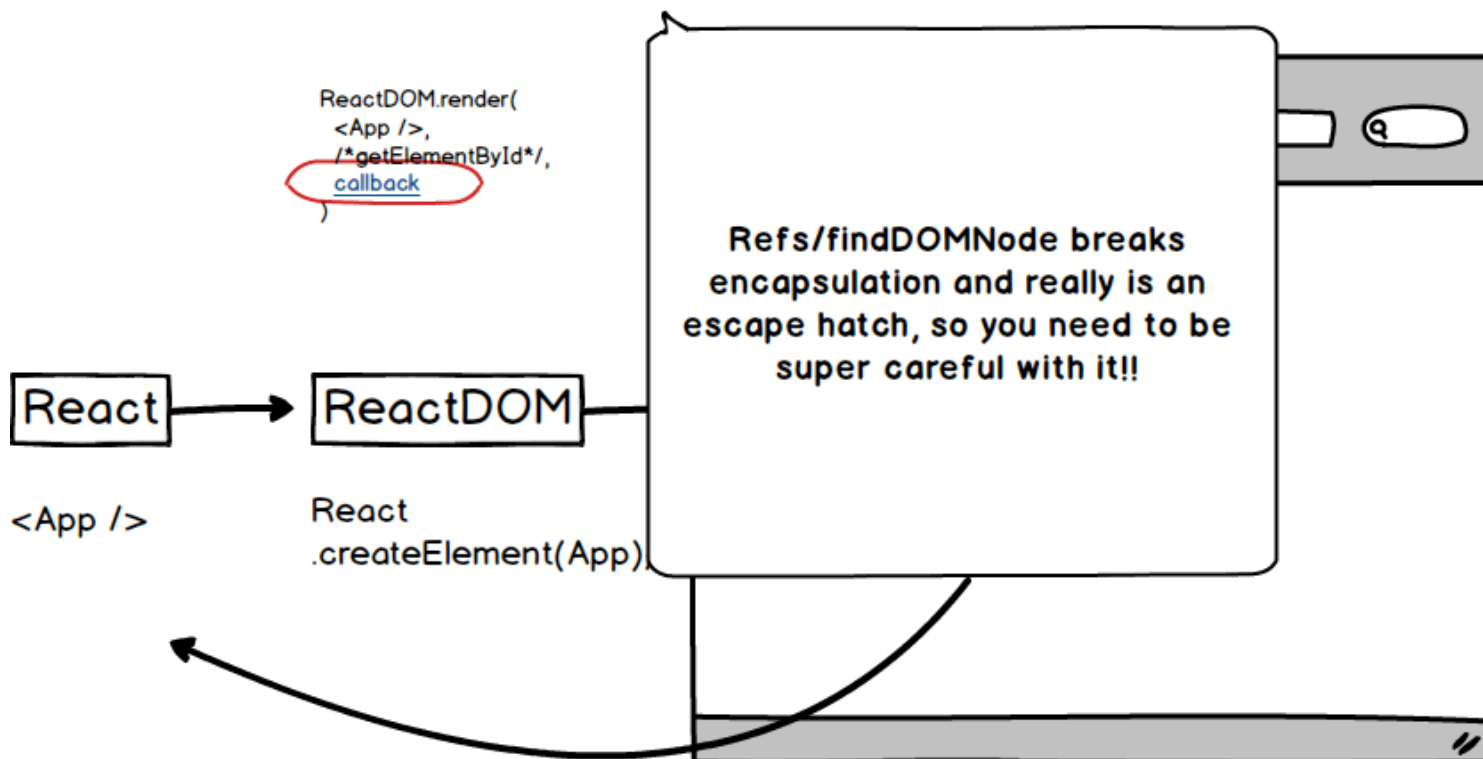 ReactDOM.render(
<App />,
/*getElementById*/,
callback
)
Refs/findDOMNode breaks
encapsulation and really is an
escape hatch, so you need to be
super careful with it!!
React
ReactDOM
<App />
React
.createElement(App),